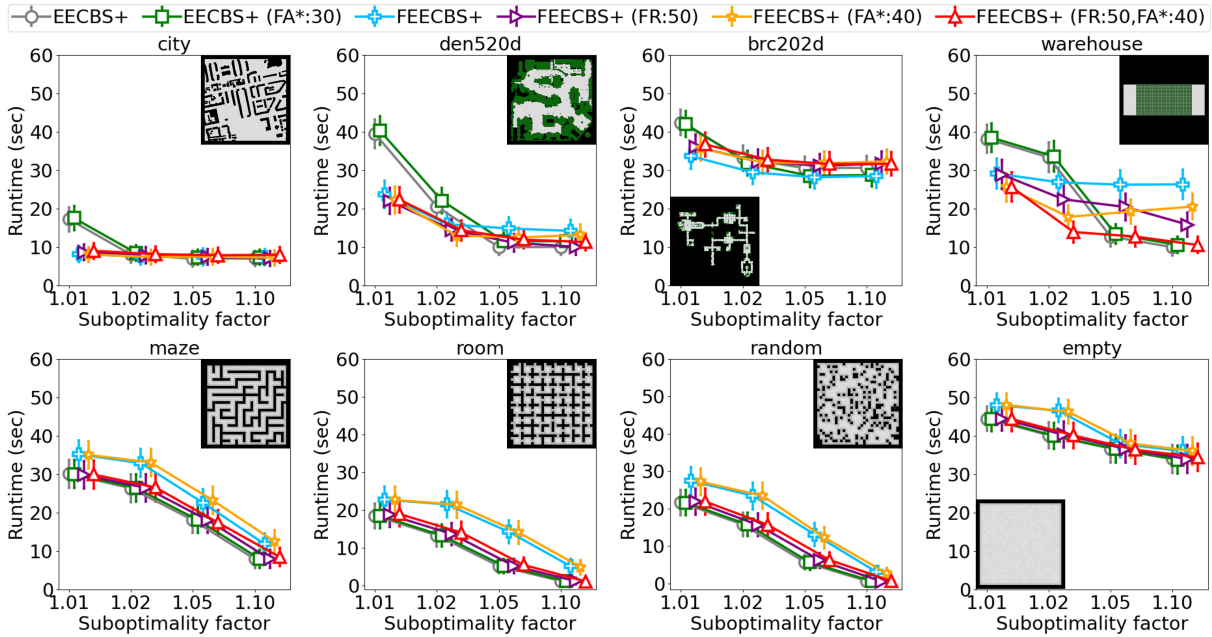 EECBS+ EECBS+ (FA*:30) FEECBS+ FEECBS+ (FR:50) FEECBS+ (FA*:40) FEECBS+ (FR:50,FA*:40)
city den520d brc202d warehouse
60 60 60 60
50 50 50 50
40 40 40 40
30 30 30 30
20 20 20 20
10 10 10 10
0 0 0 0
Runtime (sec) Runtime (sec) Runtime (sec) Runtime (sec)
1.01 1.02 1.05 1.10 1.01 1.02 1.05 1.10 1.01 1.02 1.05 1.10 1.01 1.02 1.05 1.10
Suboptimality factor Suboptimality factor Suboptimality factor Suboptimality factor
maze room random empty
60 60 60 60
50 50 50 50
40 40 40 40
30 30 30 30
20 20 20 20
10 10 10 10
0 0 0 0
Runtime (sec) Runtime (sec) Runtime (sec) Runtime (sec)
1.01 1.02 1.05 1.10 1.01 1.02 1.05 1.10 1.01 1.02 1.05 1.10 1.01 1.02 1.05 1.10
Suboptimality factor Suboptimality factor Suboptimality factor Suboptimality factor